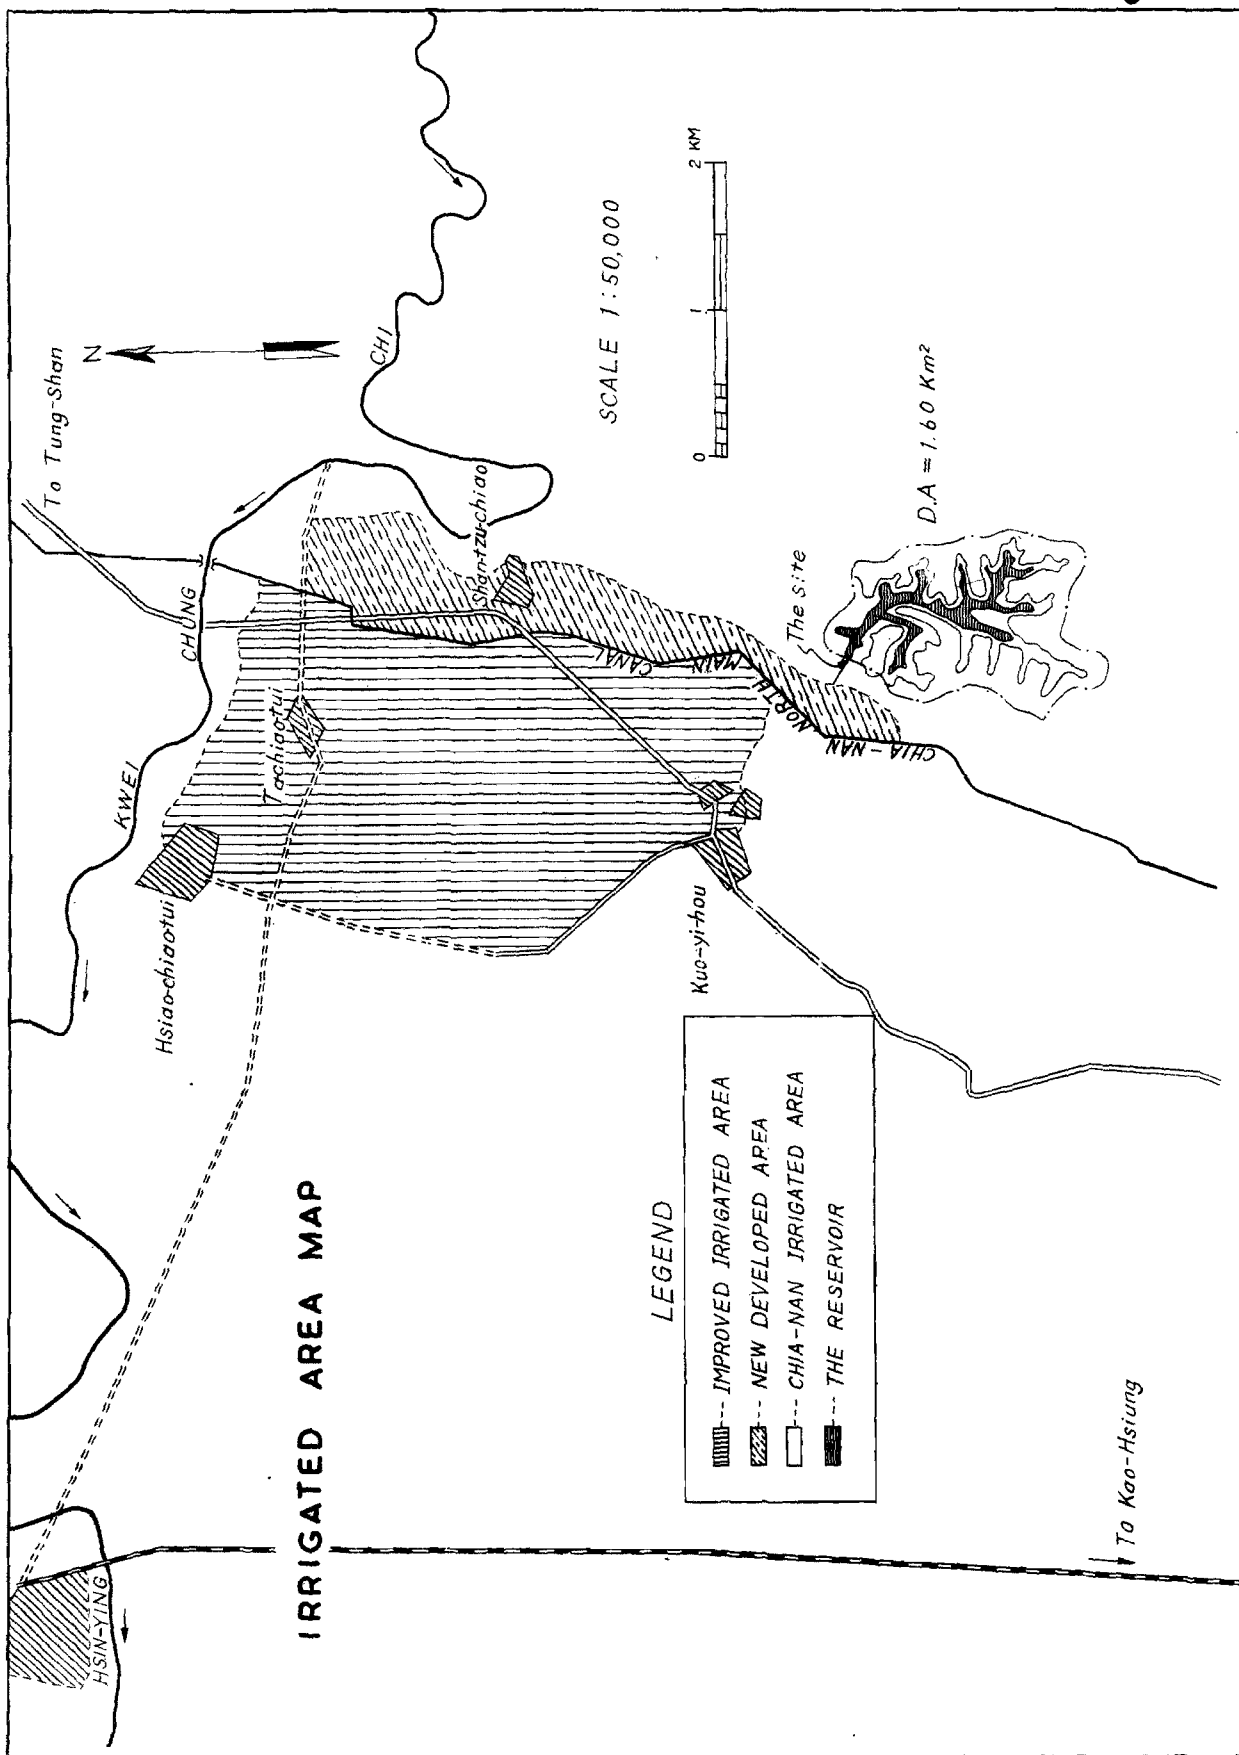 To Tung-Shan
N
CHI
CHUNG
KWEI
SCALE 1:50,000
0 1 2 KM
Shan-tzu-chiao
Tachiaotui
Hsiao-chiaotui
The site
D.A = 1.60 Km²
CHIA-NAN NORTH MAIN CANAL
Kuo-yi-hou
HSIN-YING
IRRIGATED AREA MAP
LEGEND
--- IMPROVED IRRIGATED AREA
--- NEW DEVELOPED AREA
--- CHIA-NAN IRRIGATED AREA
--- THE RESERVOIR
To Kao-Hsiung